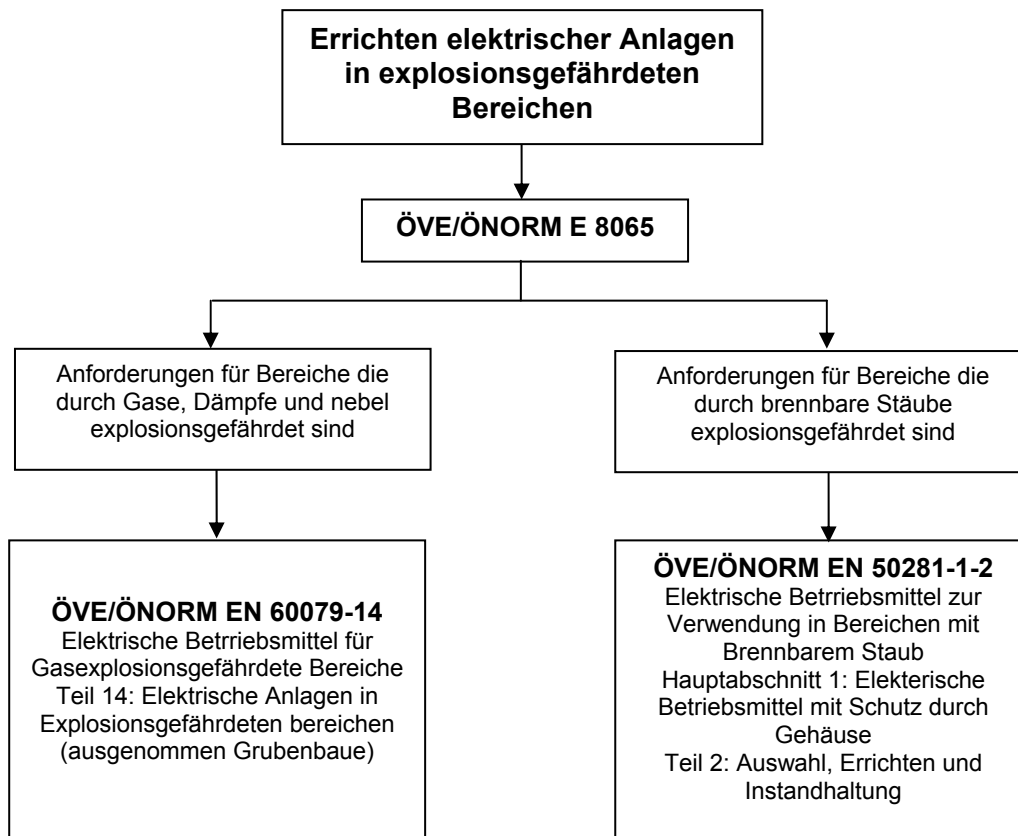 Errichten elektrischer Anlagen
in explosionsgefährdeten
Bereichen
ÖVE/ÖNORM E 8065
Anforderungen für Bereiche die
durch Gase, Dämpfe und nebel
explosionsgefährdet sind
Anforderungen für Bereiche die
durch brennbare Stäube
explosionsgefährdet sind
ÖVE/ÖNORM EN 60079-14
Elektrische Betrriebsmittel für
Gasexplosionsgefährdete Bereiche
Teil 14: Elektrische Anlagen in
Explosionsgefährdeten bereichen
(ausgenommen Grubenbaue)
ÖVE/ÖNORM EN 50281-1-2
Elektrische Betrriebsmittel zur
Verwendung in Bereichen mit
Brennbarem Staub
Hauptabschnitt 1: Elekterische
Betriebsmittel mit Schutz durch
Gehäuse
Teil 2: Auswahl, Errichten und
Instandhaltung